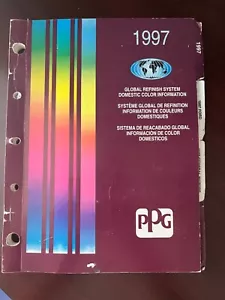 1997
1997
GLOBAL REFINISH SYSTEM
DOMESTIC COLOR INFORMATION
SYSTÈME GLOBAL DE REFINITION
INFORMATION DE COULEURS
DOMESTIQUES
SISTEMA DE REACABADO GLOBAL
INFORMACIÓN DE COLOR
DOMESTICOS
PPG